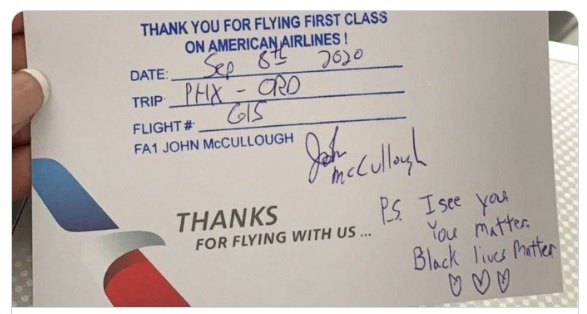 THANK YOU FOR FLYING FIRST CLASS
ON AMERICAN AIRLINES!
DATE: Sep 8th 2020
TRIP PHX - ORD
FLIGHT# 615
FA1 JOHN McCULLOUGH
John McCullough
THANKS
FOR FLYING WITH US ...
P.S. I see you
You matter.
Black lives Matter
♡♡♡